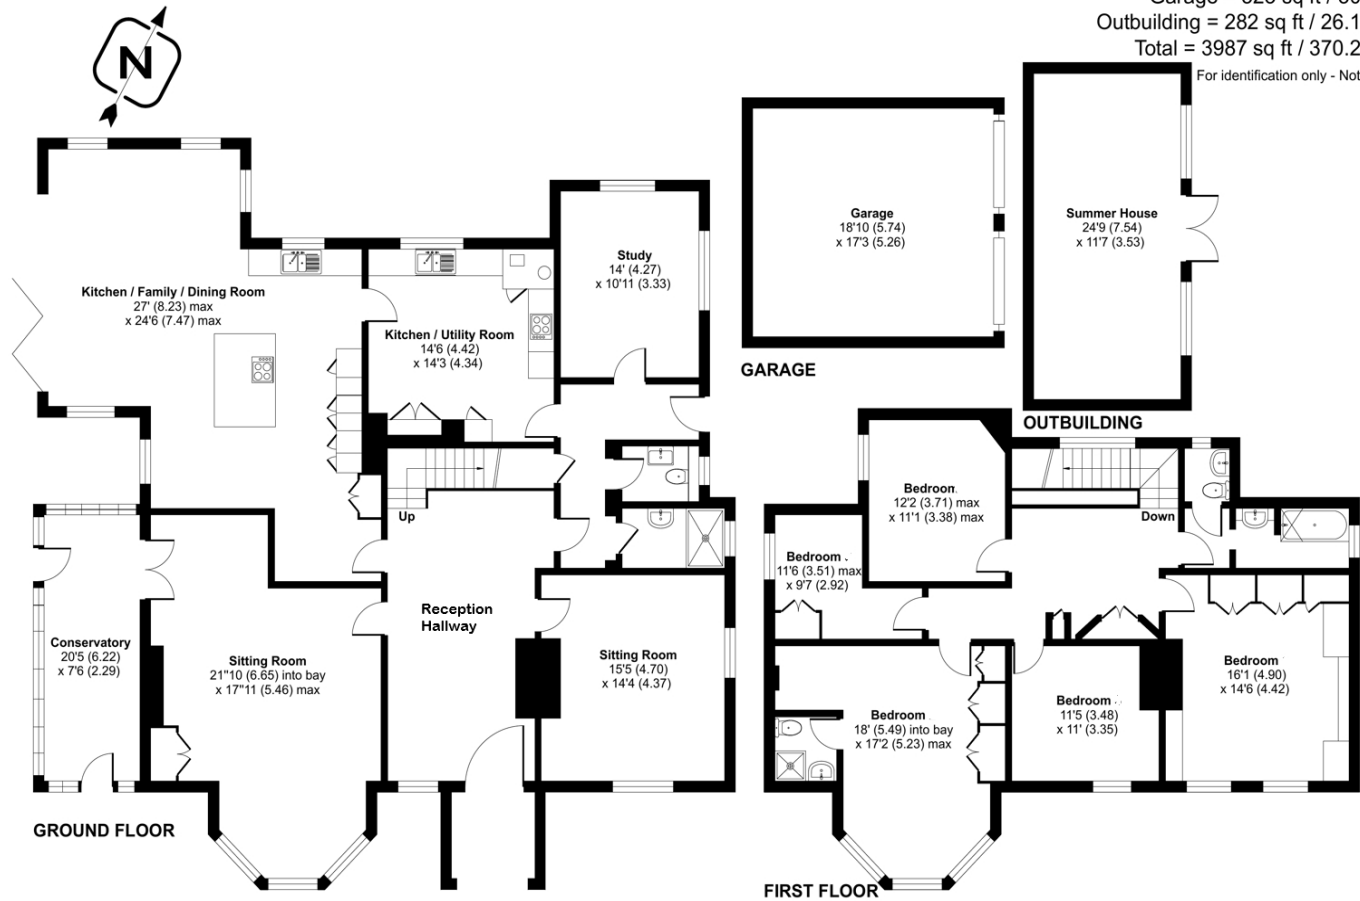 N
Outbuilding = 282 sq ft / 26.1
Total = 3987 sq ft / 370.2
For identification only - Not
Kitchen / Family / Dining Room
27' (8.23) max
x 24'6 (7.47) max
Kitchen / Utility Room
14'6 (4.42)
x 14'3 (4.34)
Study
14' (4.27)
x 10'11 (3.33)
Up
Reception
Hallway
Conservatory
20'5 (6.22)
x 7'6 (2.29)
Sitting Room
21"10 (6.65) into bay
x 17"11 (5.46) max
Sitting Room
15'5 (4.70)
x 14'4 (4.37)
GROUND FLOOR
Garage
18'10 (5.74)
x 17'3 (5.26)
GARAGE
Summer House
24'9 (7.54)
x 11'7 (3.53)
OUTBUILDING
Bedroon
12'2 (3.71) max
x 11'1 (3.38) max
Down
Bedroom
11'6 (3.51) max
x 9'7 (2.92)
Bedroom
18' (5.49) into bay
x 17'2 (5.23) max
Bedroom
11'5 (3.48)
x 11' (3.35)
Bedroom
16'1 (4.90)
x 14'6 (4.42)
FIRST FLOOR